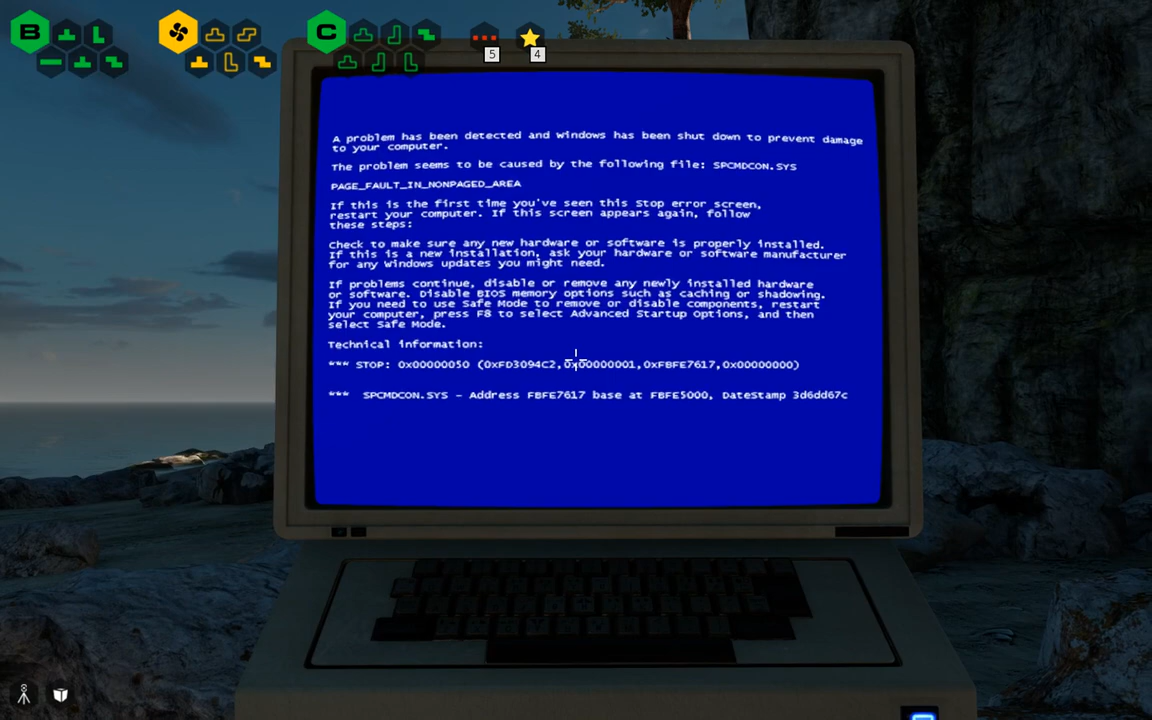 B
C
5
4
A problem has been detected and Windows has been shut down to prevent damage
to your computer.
The problem seems to be caused by the following file: SPCMDCON.SYS
PAGE_FAULT_IN_NONPAGED_AREA
If this is the first time you've seen this Stop error screen,
restart your computer. If this screen appears again, follow
these steps:
Check to make sure any new hardware or software is properly installed.
If this is a new installation, ask your hardware or software manufacturer
for any Windows updates you might need.
If problems continue, disable or remove any newly installed hardware
or software. Disable BIOS memory options such as caching or shadowing.
If you need to use Safe Mode to remove or disable components, restart
your computer, press F8 to select Advanced Startup Options, and then
select Safe Mode.
Technical information:
*** STOP: 0x00000050 (0xFD3094C2,0x00000001,0xFBFE7617,0x00000000)
*** SPCMDCON.SYS - Address FBFE7617 base at FBFE5000, DateStamp 3d6dd67c